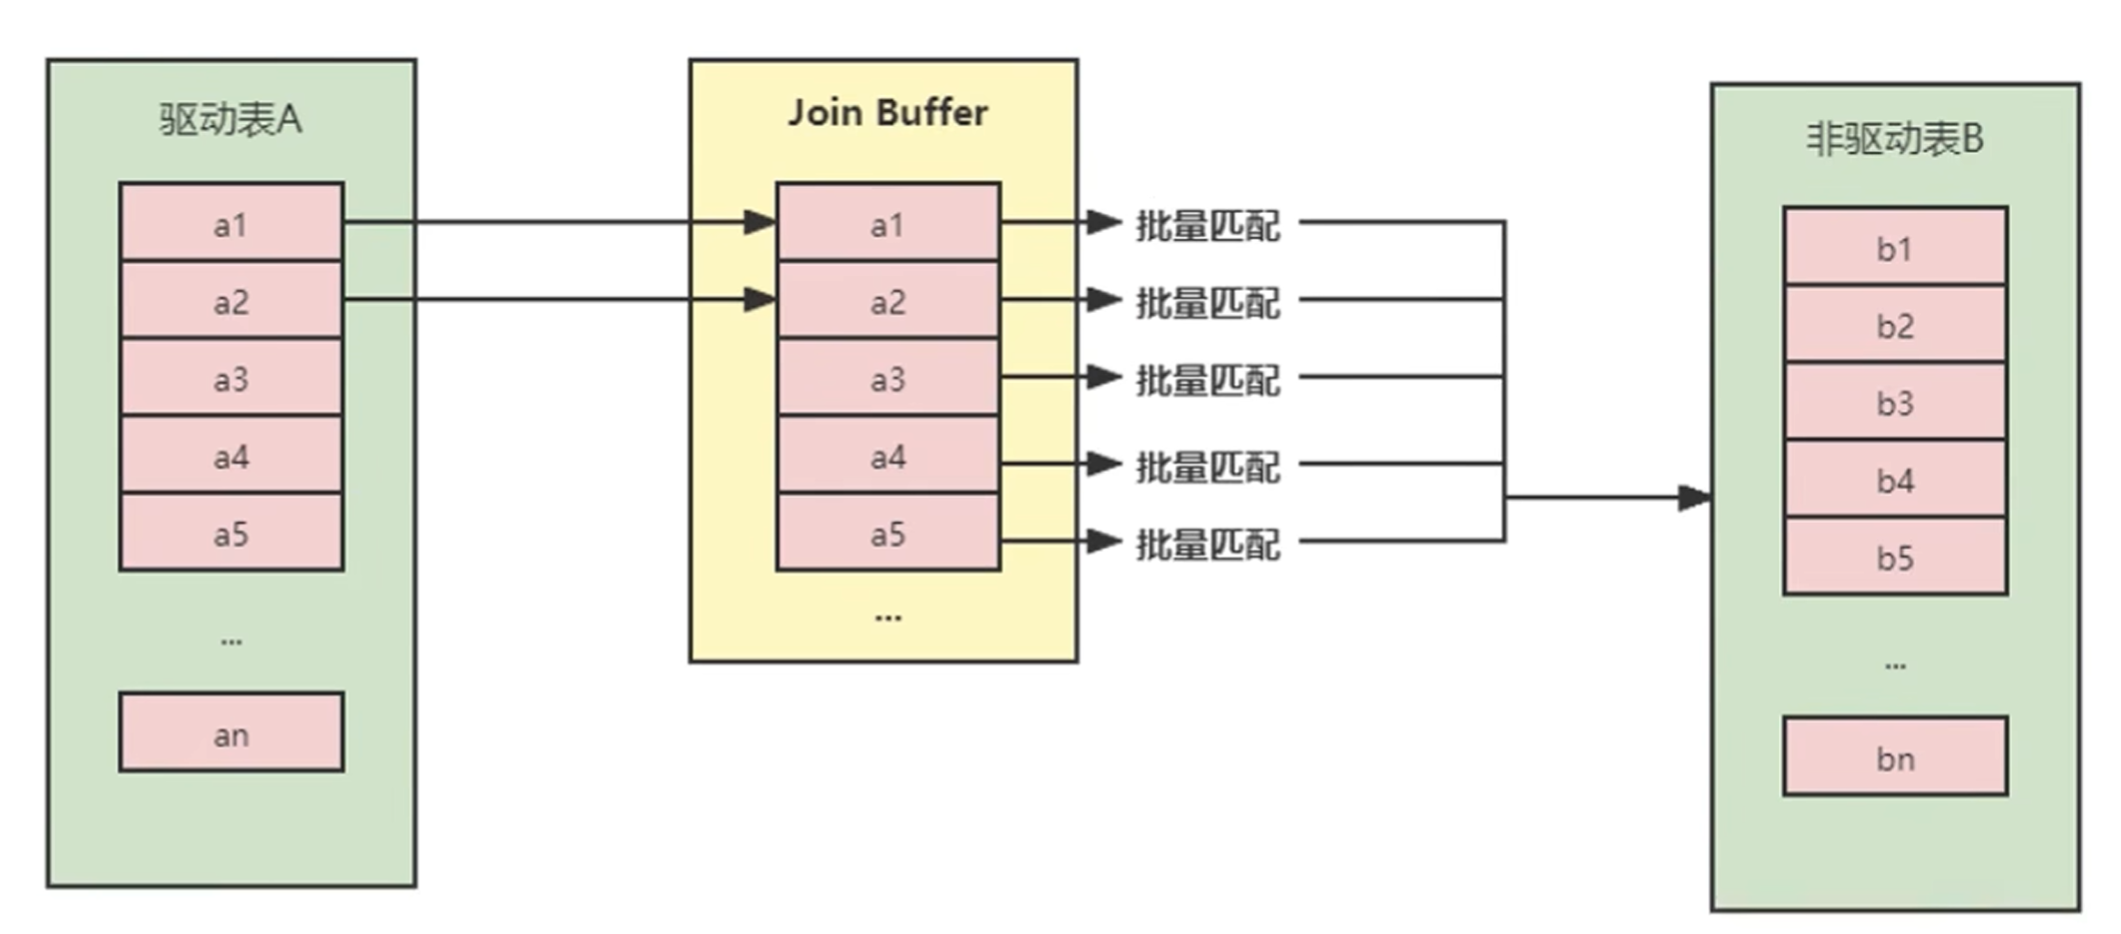 驱动表A
a1
a2
a3
a4
a5
...
an
Join Buffer
a1
a2
a3
a4
a5
...
批量匹配
批量匹配
批量匹配
批量匹配
批量匹配
非驱动表B
b1
b2
b3
b4
b5
...
bn